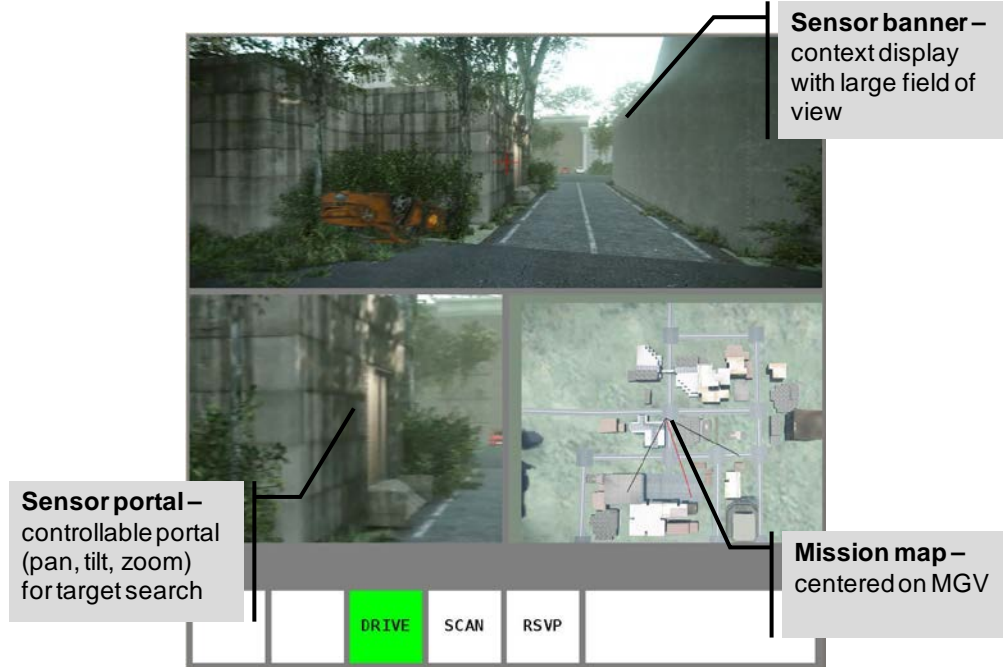 Sensor banner –
context display
with large field of
view
Sensor portal –
controllable portal
(pan, tilt, zoom)
for target search
Mission map –
centered on MGV
DRIVE
SCAN
RSVP